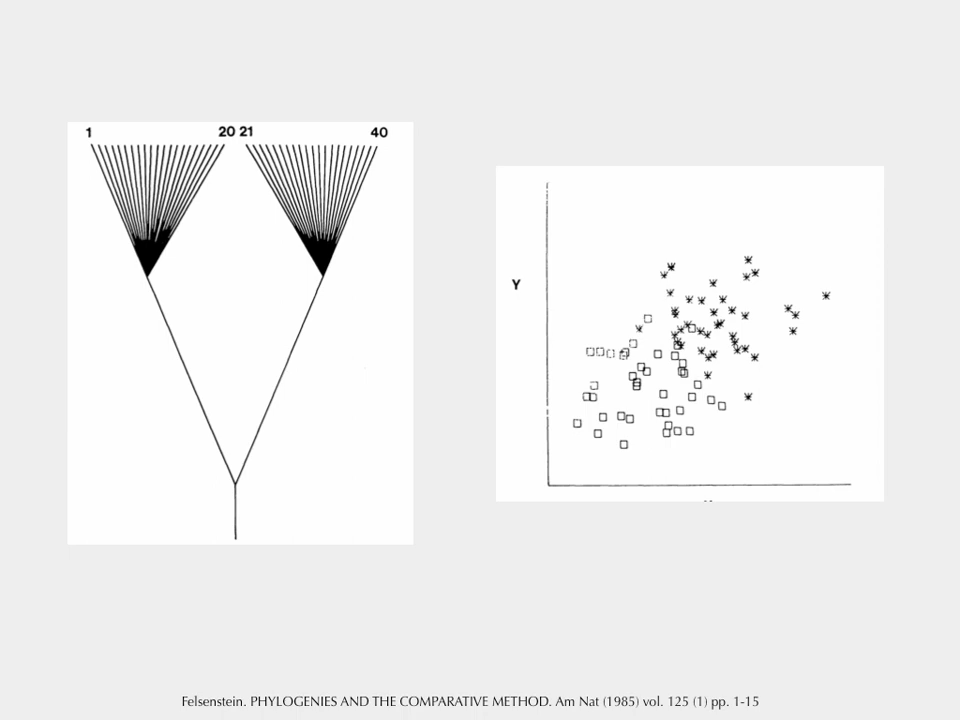 1 20 21 40
Y
Felsenstein. PHYLOGENIES AND THE COMPARATIVE METHOD. Am Nat (1985) vol. 125 (1) pp. 1-15